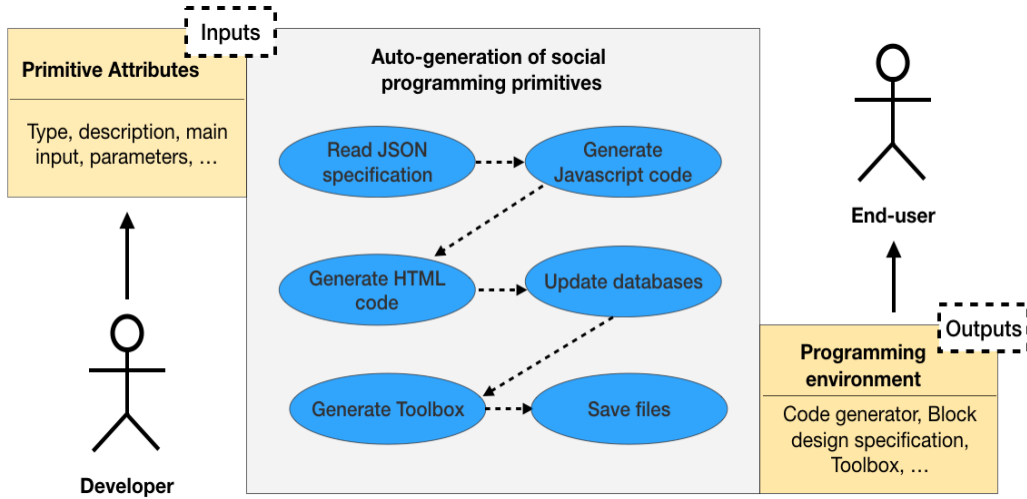 Inputs
Primitive Attributes
Type, description, main
input, parameters, …
Developer
Auto-generation of social
programming primitives
Read JSON
specification
Generate
Javascript code
Generate HTML
code
Update databases
Generate Toolbox
Save files
End-user
Outputs
Programming
environment
Code generator, Block
design specification,
Toolbox, …